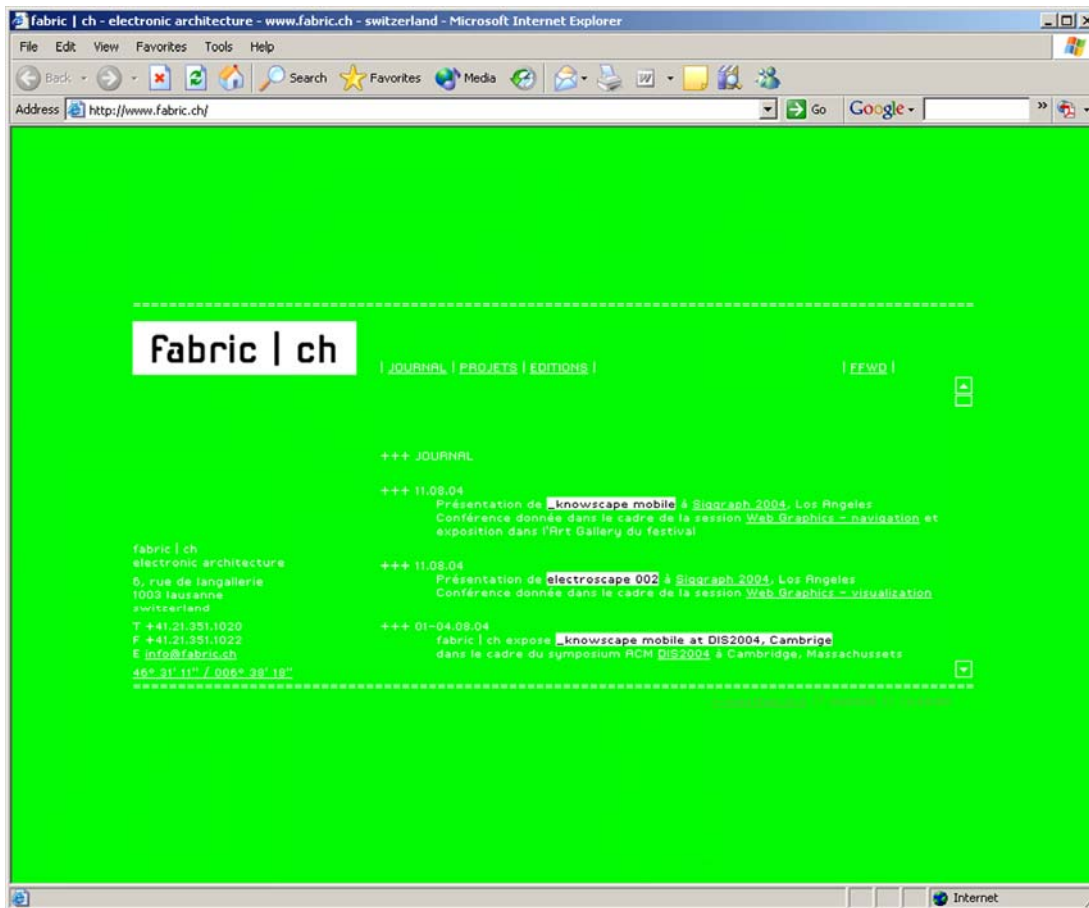 fabric | ch - electronic architecture - www.fabric.ch - switzerland - Microsoft Internet Explorer
File Edit View Favorites Tools Help
Back Search Favorites Media
Address http://www.fabric.ch/ Go Google
fabric | ch
| JOURNAL | PROJETS | EDITIONS | | FFWD |
+++ JOURNAL
+++ 11.08.04
Présentation de _knowscape mobile à Siggraph 2004, Los Angeles
Conférence donnée dans le cadre de la session Web Graphics - navigation et
exposition dans l'Art Gallery du festival
+++ 11.08.04
Présentation de electroscape 002 à Siggraph 2004, Los Angeles
Conférence donnée dans le cadre de la session Web Graphics - visualization
+++ 01-04.08.04
fabric | ch expose _knowscape mobile at DIS2004, Cambrige
dans le cadre du symposium ACM DIS2004 à Cambridge, Massachussets
fabric | ch
electronic architecture
6, rue de langallerie
1003 lausanne
switzerland
T +41.21.351.1020
F +41.21.351.1022
E info@fabric.ch
46° 31' 11" / 006° 38' 18"
Internet